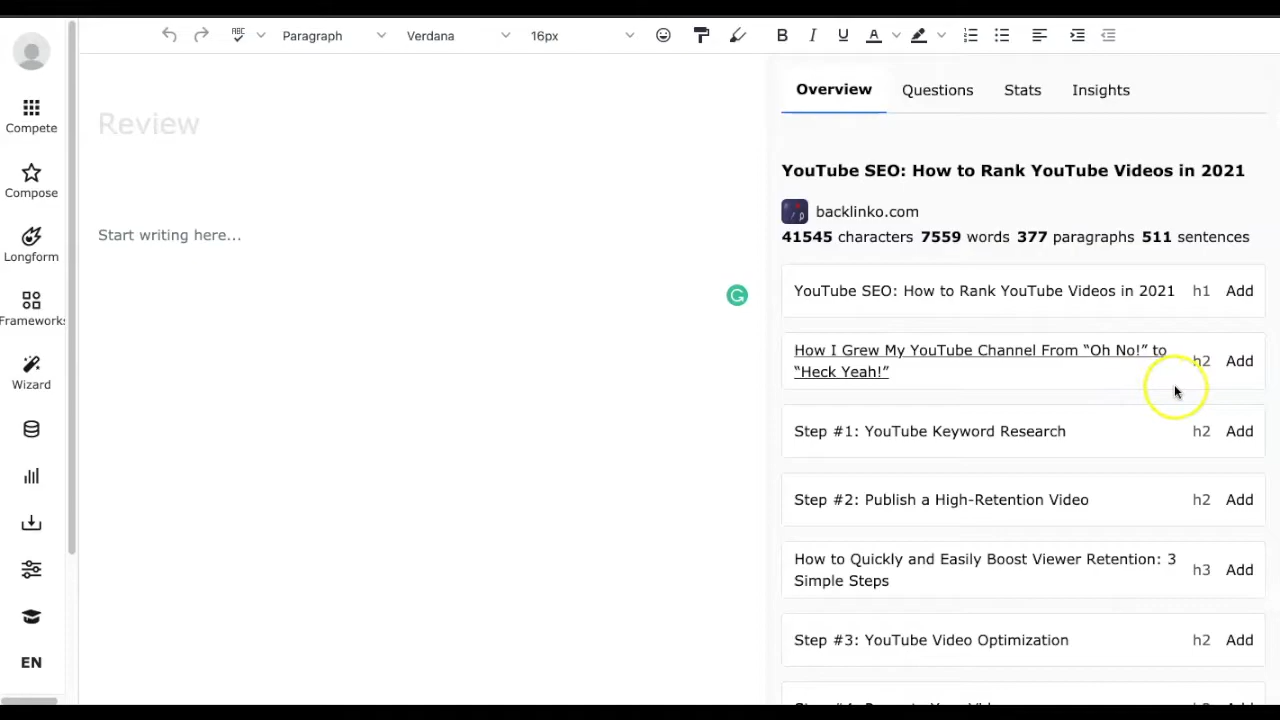 ABC
Paragraph
Verdana
16px
B I U A
Compete
Compose
Longform
Frameworks
Wizard
EN
Review
Start writing here...
G
Overview Questions Stats Insights
YouTube SEO: How to Rank YouTube Videos in 2021
backlinko.com
41545 characters 7559 words 377 paragraphs 511 sentences
YouTube SEO: How to Rank YouTube Videos in 2021 h1 Add
How I Grew My YouTube Channel From “Oh No!” to
“Heck Yeah!” h2 Add
Step #1: YouTube Keyword Research h2 Add
Step #2: Publish a High-Retention Video h2 Add
How to Quickly and Easily Boost Viewer Retention: 3
Simple Steps h3 Add
Step #3: YouTube Video Optimization h2 Add